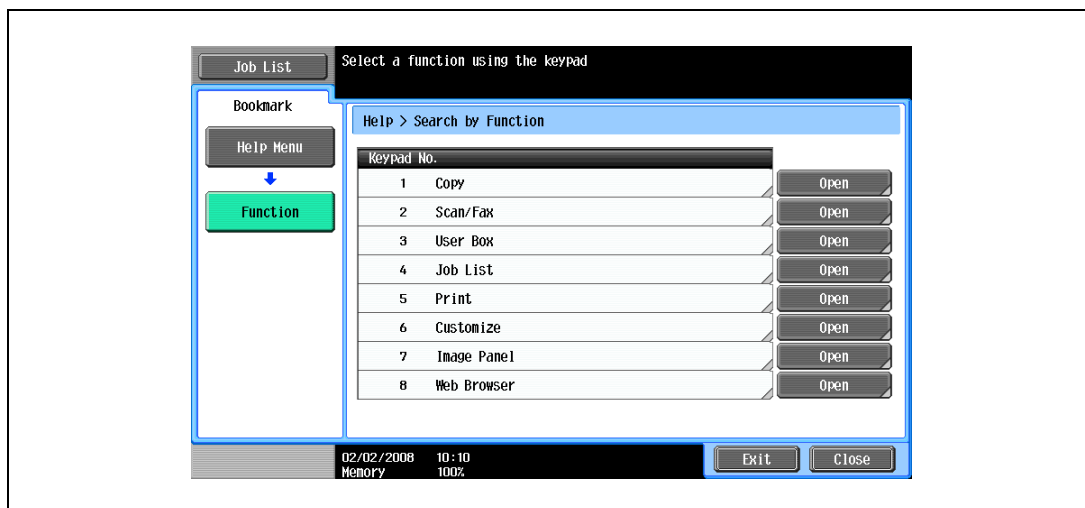 Job List
Select a function using the keypad
Bookmark
Help Menu
Function
Help > Search by Function
Keypad No.
1 Copy Open
2 Scan/Fax Open
3 User Box Open
4 Job List Open
5 Print Open
6 Customize Open
7 Image Panel Open
8 Web Browser Open
02/02/2008 10:10
Memory 100%
Exit Close